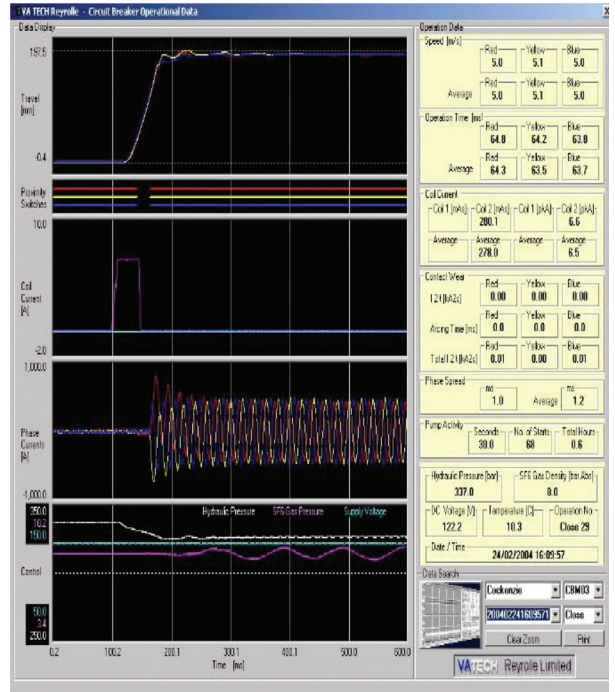 VA TECH Reyrolle - Circuit Breaker Operational Data
Data Display
197.5
Travel
[mm]
-0.4
Proximity
Switches
10.0
Coil
Current
[A]
-2.0
1,000.0
Phase
Currents
[A]
-1,000.0
350.0
10.2
150.0
Hydraulic Pressure SF6 Gas Pressure Supply Voltage
Control
50.0
3.4
250.0
0.2 100.2 200.1 300.1 400.1 500.0 600.0
Time [ms]
Operation Data
Speed [m/s]
Red Yellow Blue
5.0 5.1 5.0
Red Yellow Blue
Average 5.0 5.1 5.0
Operation Time [ms]
Red Yellow Blue
64.8 64.2 63.8
Red Yellow Blue
Average 64.3 63.5 63.7
Coil Current
Coil 1 [mAs] Coil 2 [mAs] Coil 1 [pkA] Coil 2 [pkA]
280.1 6.6
Average Average Average Average
278.0 6.5
Contact Wear
Red Yellow Blue
I2t [kA2s] 0.00 0.00 0.00
Red Yellow Blue
Arcing Time [ms] 0.0 0.0 0.0
Red Yellow Blue
Total I2t [kA2s] 0.01 0.00 0.01
Phase Spread
ms ms
1.0 Average 1.2
Pump Activity
Seconds No. of Starts Total Hours
30.0 68 0.6
Hydraulic Pressure [bar] SF6 Gas Density [bar Abs]
337.0 8.0
DC Voltage [V] Temperature [C] Operation No.
122.2 10.3 Close 29
Date / Time
24/02/2004 16:09:57
Data Search
Cockenzie CBM03
200402241609571 Close
Clear Zoom Print
VA TECH Reyrolle Limited